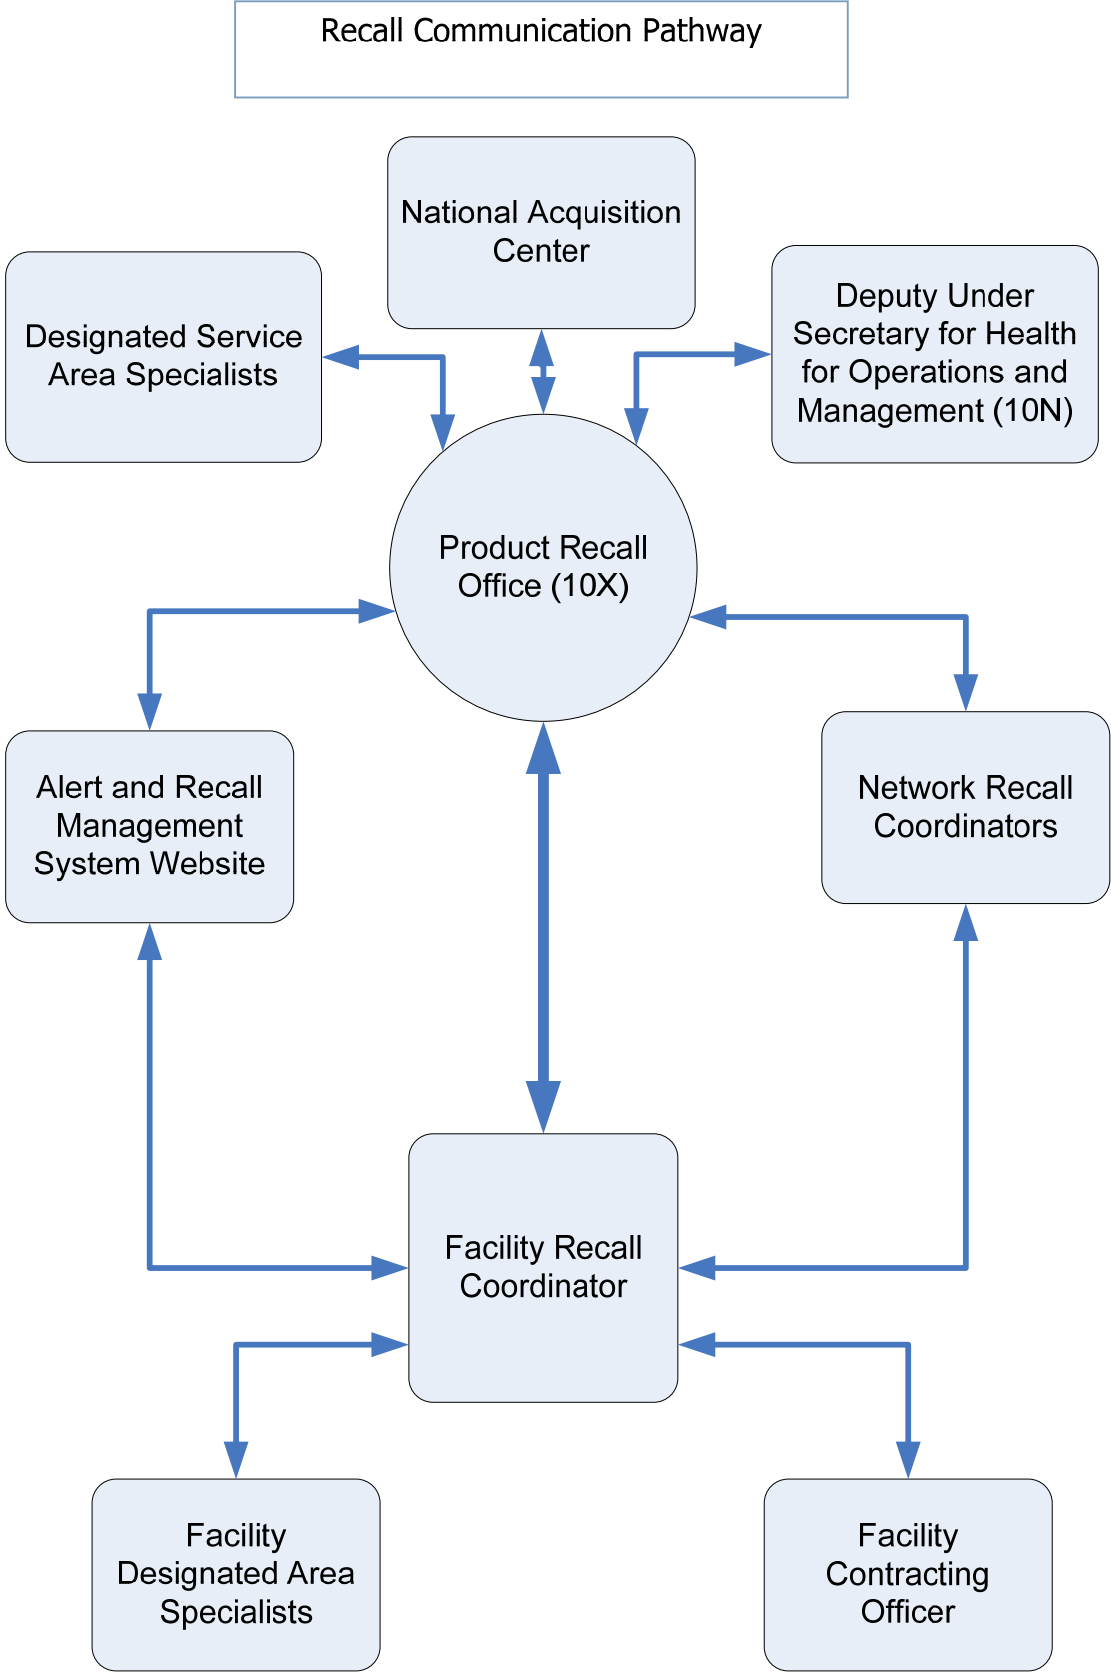 Recall Communication Pathway
National Acquisition
Center
Designated Service
Area Specialists
Deputy Under
Secretary for Health
for Operations and
Management (10N)
Product Recall
Office (10X)
Alert and Recall
Management
System Website
Network Recall
Coordinators
Facility Recall
Coordinator
Facility
Designated Area
Specialists
Facility
Contracting
Officer